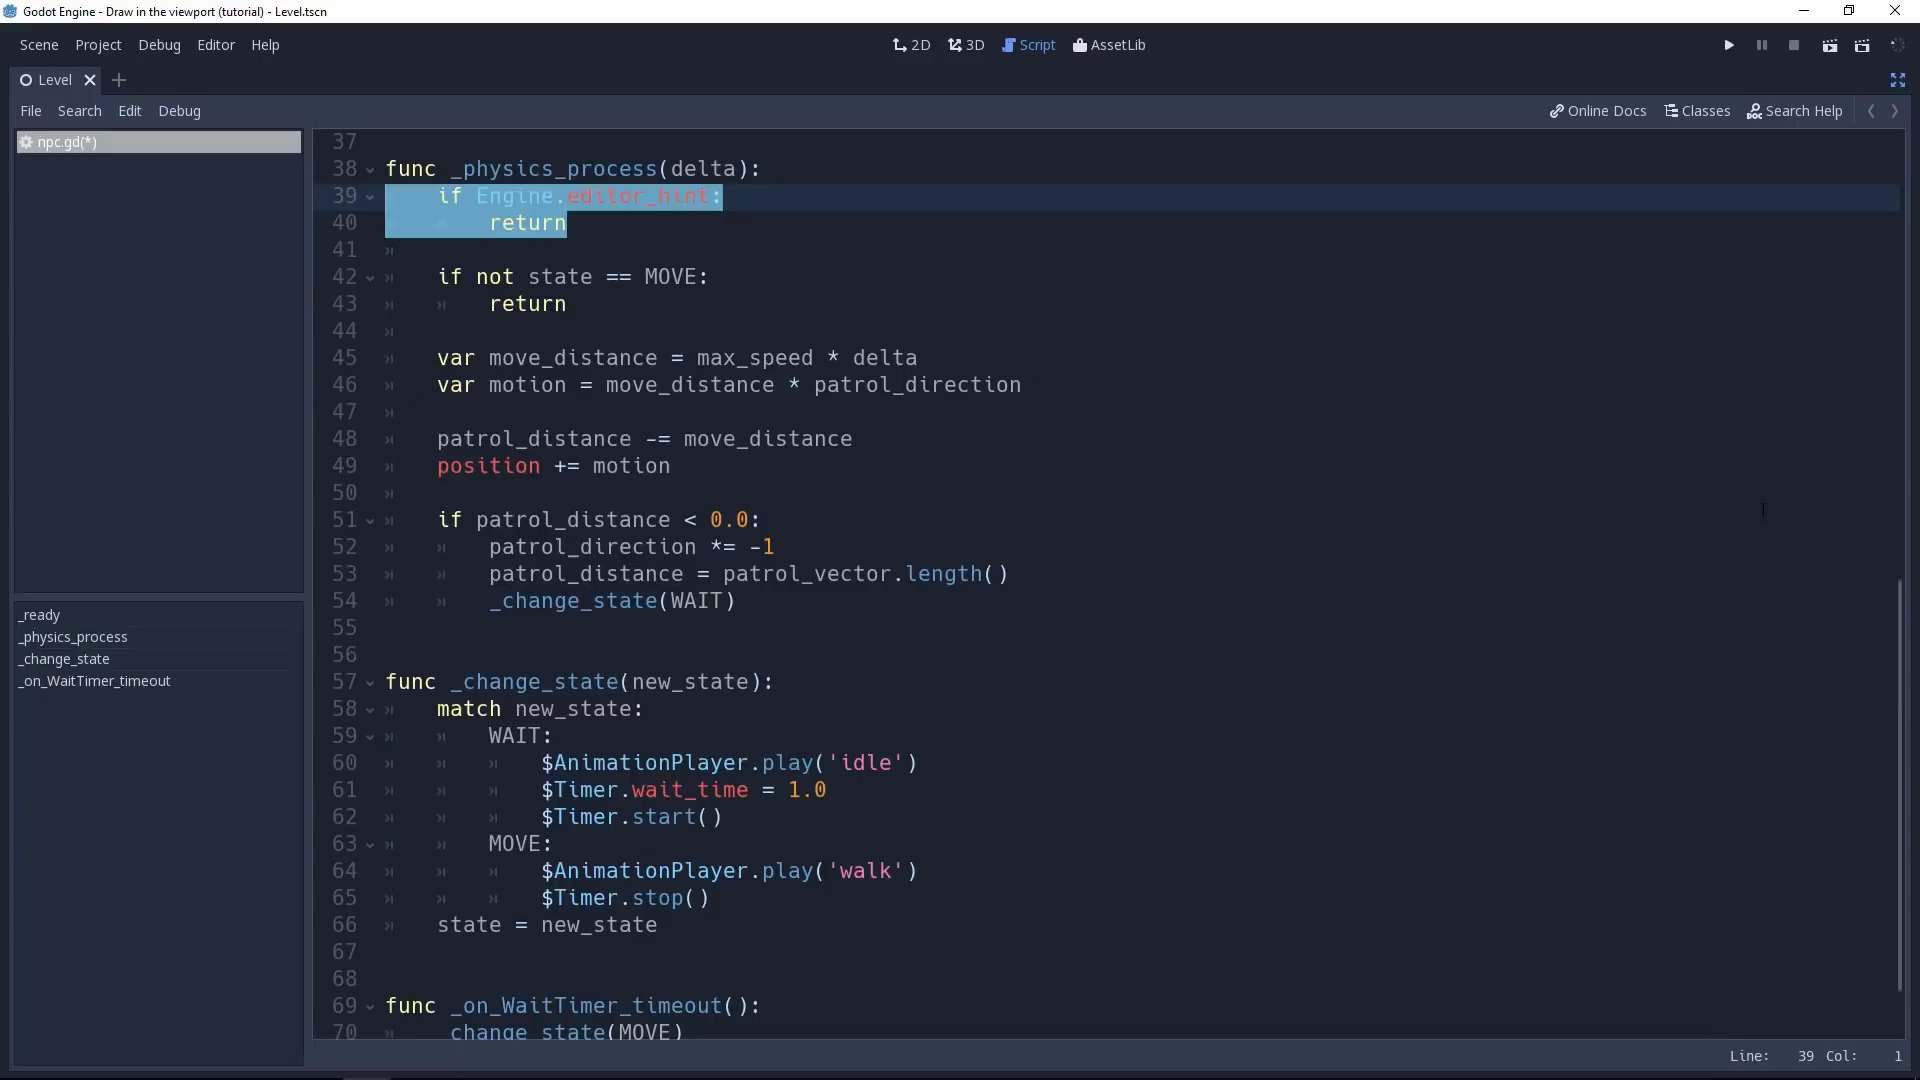 Godot Engine - Draw in the viewport (tutorial) - Level.tscn
Scene Project Debug Editor Help 2D 3D Script AssetLib
Level
File Search Edit Debug Online Docs Classes Search Help
npc.gd(*)
_ready
_physics_process
_change_state
_on_WaitTimer_timeout
37
38 func _physics_process(delta):
39 if Engine.editor_hint:
40 return
41
42 if not state == MOVE:
43 return
44
45 var move_distance = max_speed * delta
46 var motion = move_distance * patrol_direction
47
48 patrol_distance -= move_distance
49 position += motion
50
51 if patrol_distance < 0.0:
52 patrol_direction *= -1
53 patrol_distance = patrol_vector.length()
54 _change_state(WAIT)
55
56
57 func _change_state(new_state):
58 match new_state:
59 WAIT:
60 $AnimationPlayer.play('idle')
61 $Timer.wait_time = 1.0
62 $Timer.start()
63 MOVE:
64 $AnimationPlayer.play('walk')
65 $Timer.stop()
66 state = new_state
67
68
69 func _on_WaitTimer_timeout():
70 _change_state(MOVE)
Line: 39 Col: 1